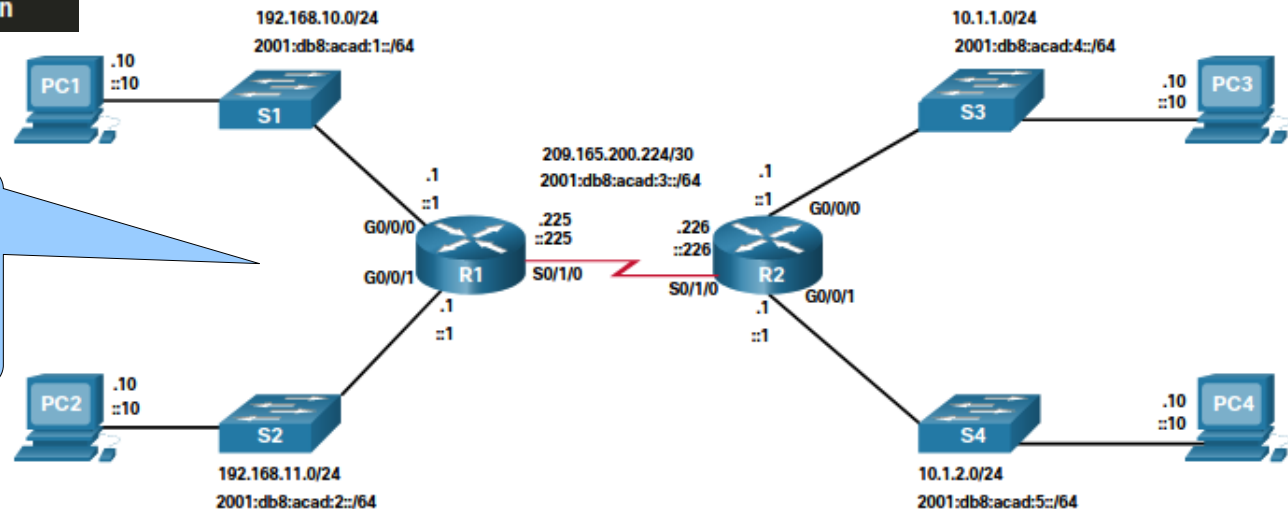 n
192.168.10.0/24
2001:db8:acad:1::/64
10.1.1.0/24
2001:db8:acad:4::/64
PC1
.10
::10
S1
S3
.10
::10
PC3
209.165.200.224/30
2001:db8:acad:3::/64
.1
::1
G0/0/0
.225
::225
.226
::226
.1
::1
G0/0/0
G0/0/1
R1
S0/1/0
S0/1/0
R2
G0/0/1
.1
::1
.1
::1
PC2
.10
::10
S2
S4
.10
::10
PC4
192.168.11.0/24
2001:db8:acad:2::/64
10.1.2.0/24
2001:db8:acad:5::/64